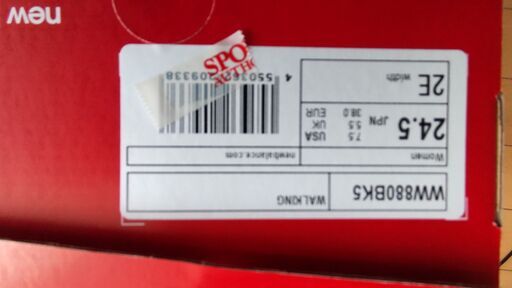 WW880BK5 WALKING
Women newbalance.com
24.5 JPN
7.5 USA
5.5 UK
38.0 EUR
2E width
SPO
AUTHO
new